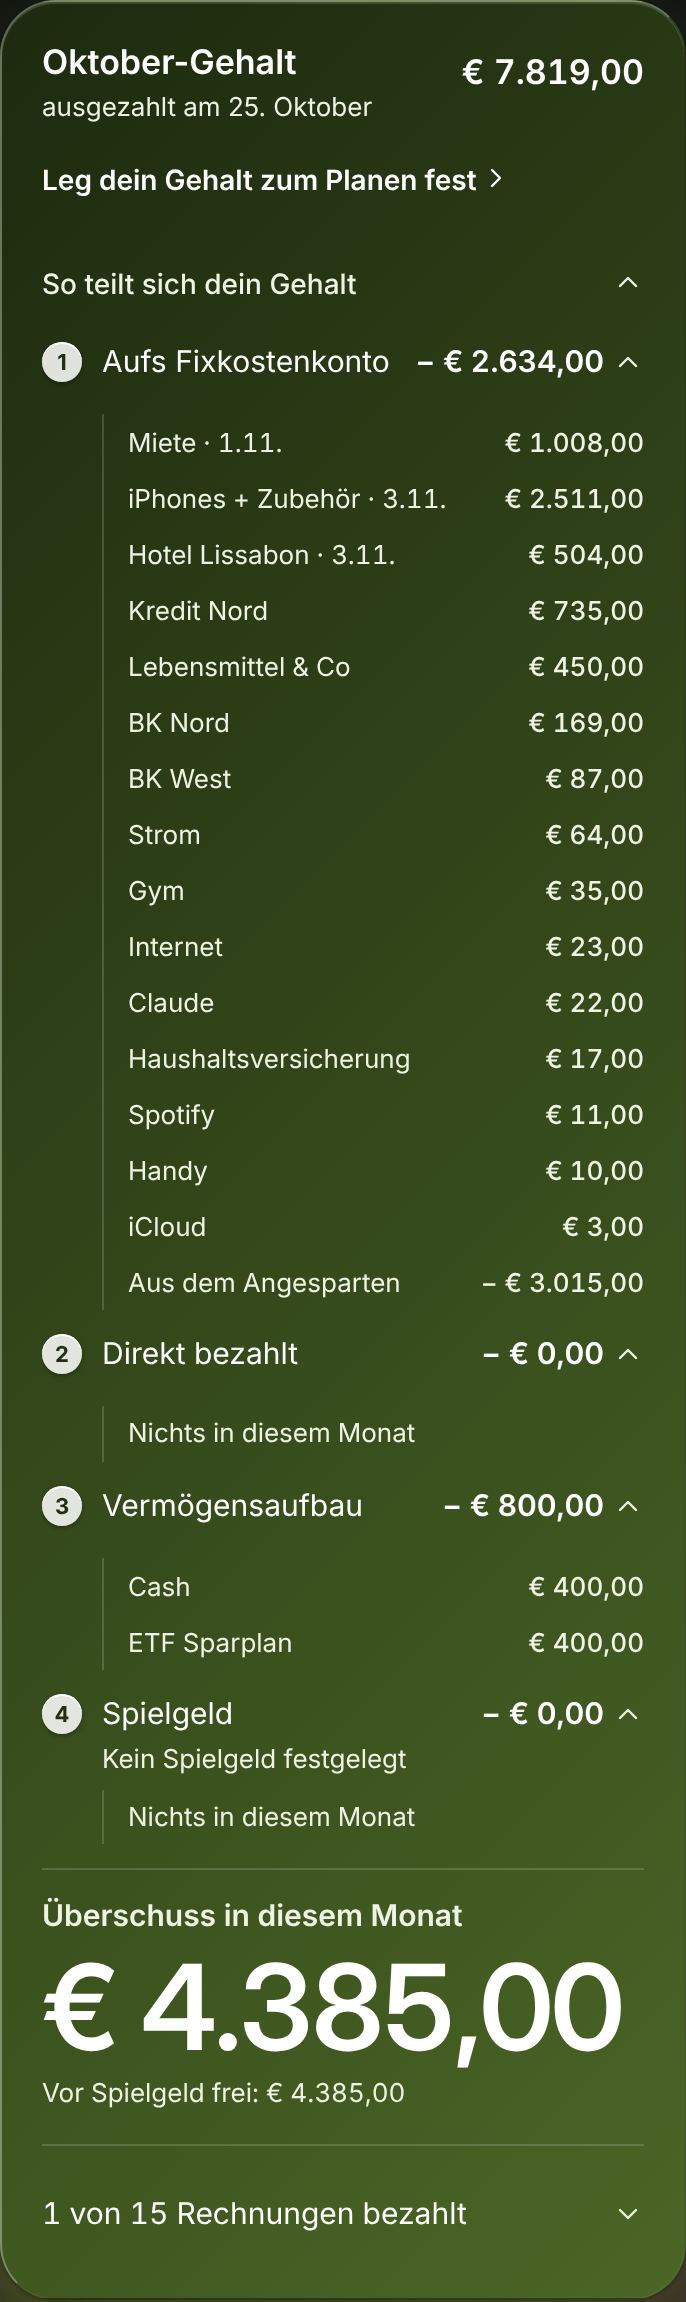 Oktober-Gehalt
€ 7.819,00
ausgezahlt am 25. Oktober
Leg dein Gehalt zum Planen fest
So teilt sich dein Gehalt
1 Aufs Fixkostenkonto – € 2.634,00
Miete · 1.11. € 1.008,00
iPhones + Zubehör · 3.11. € 2.511,00
Hotel Lissabon · 3.11. € 504,00
Kredit Nord € 735,00
Lebensmittel & Co € 450,00
BK Nord € 169,00
BK West € 87,00
Strom € 64,00
Gym € 35,00
Internet € 23,00
Claude € 22,00
Haushaltsversicherung € 17,00
Spotify € 11,00
Handy € 10,00
iCloud € 3,00
Aus dem Angesparten – € 3.015,00
2 Direkt bezahlt – € 0,00
Nichts in diesem Monat
3 Vermögensaufbau – € 800,00
Cash € 400,00
ETF Sparplan € 400,00
4 Spielgeld – € 0,00
Kein Spielgeld festgelegt
Nichts in diesem Monat
Überschuss in diesem Monat
€ 4.385,00
Vor Spielgeld frei: € 4.385,00
1 von 15 Rechnungen bezahlt